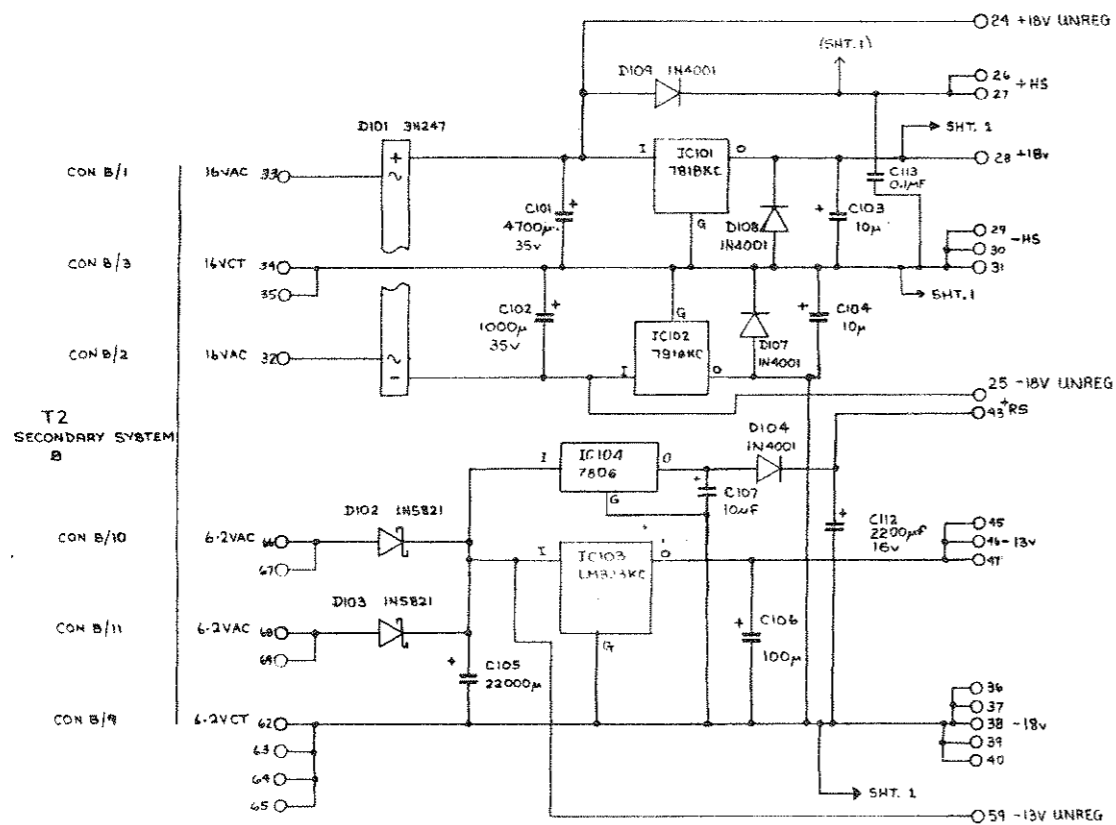 24 +18V UNREG
(SHT.1)
D109 1N4001
26
27 +HS
D101 3N247
SHT. 1
CON B/1
16VAC 33
+
~
I
IC101
7818KC
O
G
28 +18V
C113
0.1MF
C101 +
4700µ
35V
D108
1N4001
+ C103
10µ
29
30 -HS
31
CON B/3
16VCT 34
35
SHT.1
C102 +
1000µ
35V
G
IC102
I
O
D107
1N4001
+ C104
10µ
CON B/2
16VAC 32
~
-
25 -18V UNREG
43 +RS
T2
SECONDARY SYSTEM
B
D104
1N4001
I
IC104
7806
O
G
+ C107
10µF
D102 1N5821
CON B/10
6.2VAC 66
67
I
IC103
LM323KC
O
G
+ C112
2200µF
16V
45
46 -13V
47
D103 1N5821
CON B/11
6.2VAC 68
69
+ C105
22000µ
+ C106
100µ
CON B/9
6.2VCT 62
63
64
65
36
37
38 -18V
39
40
SHT. 1
59 -13V UNREG